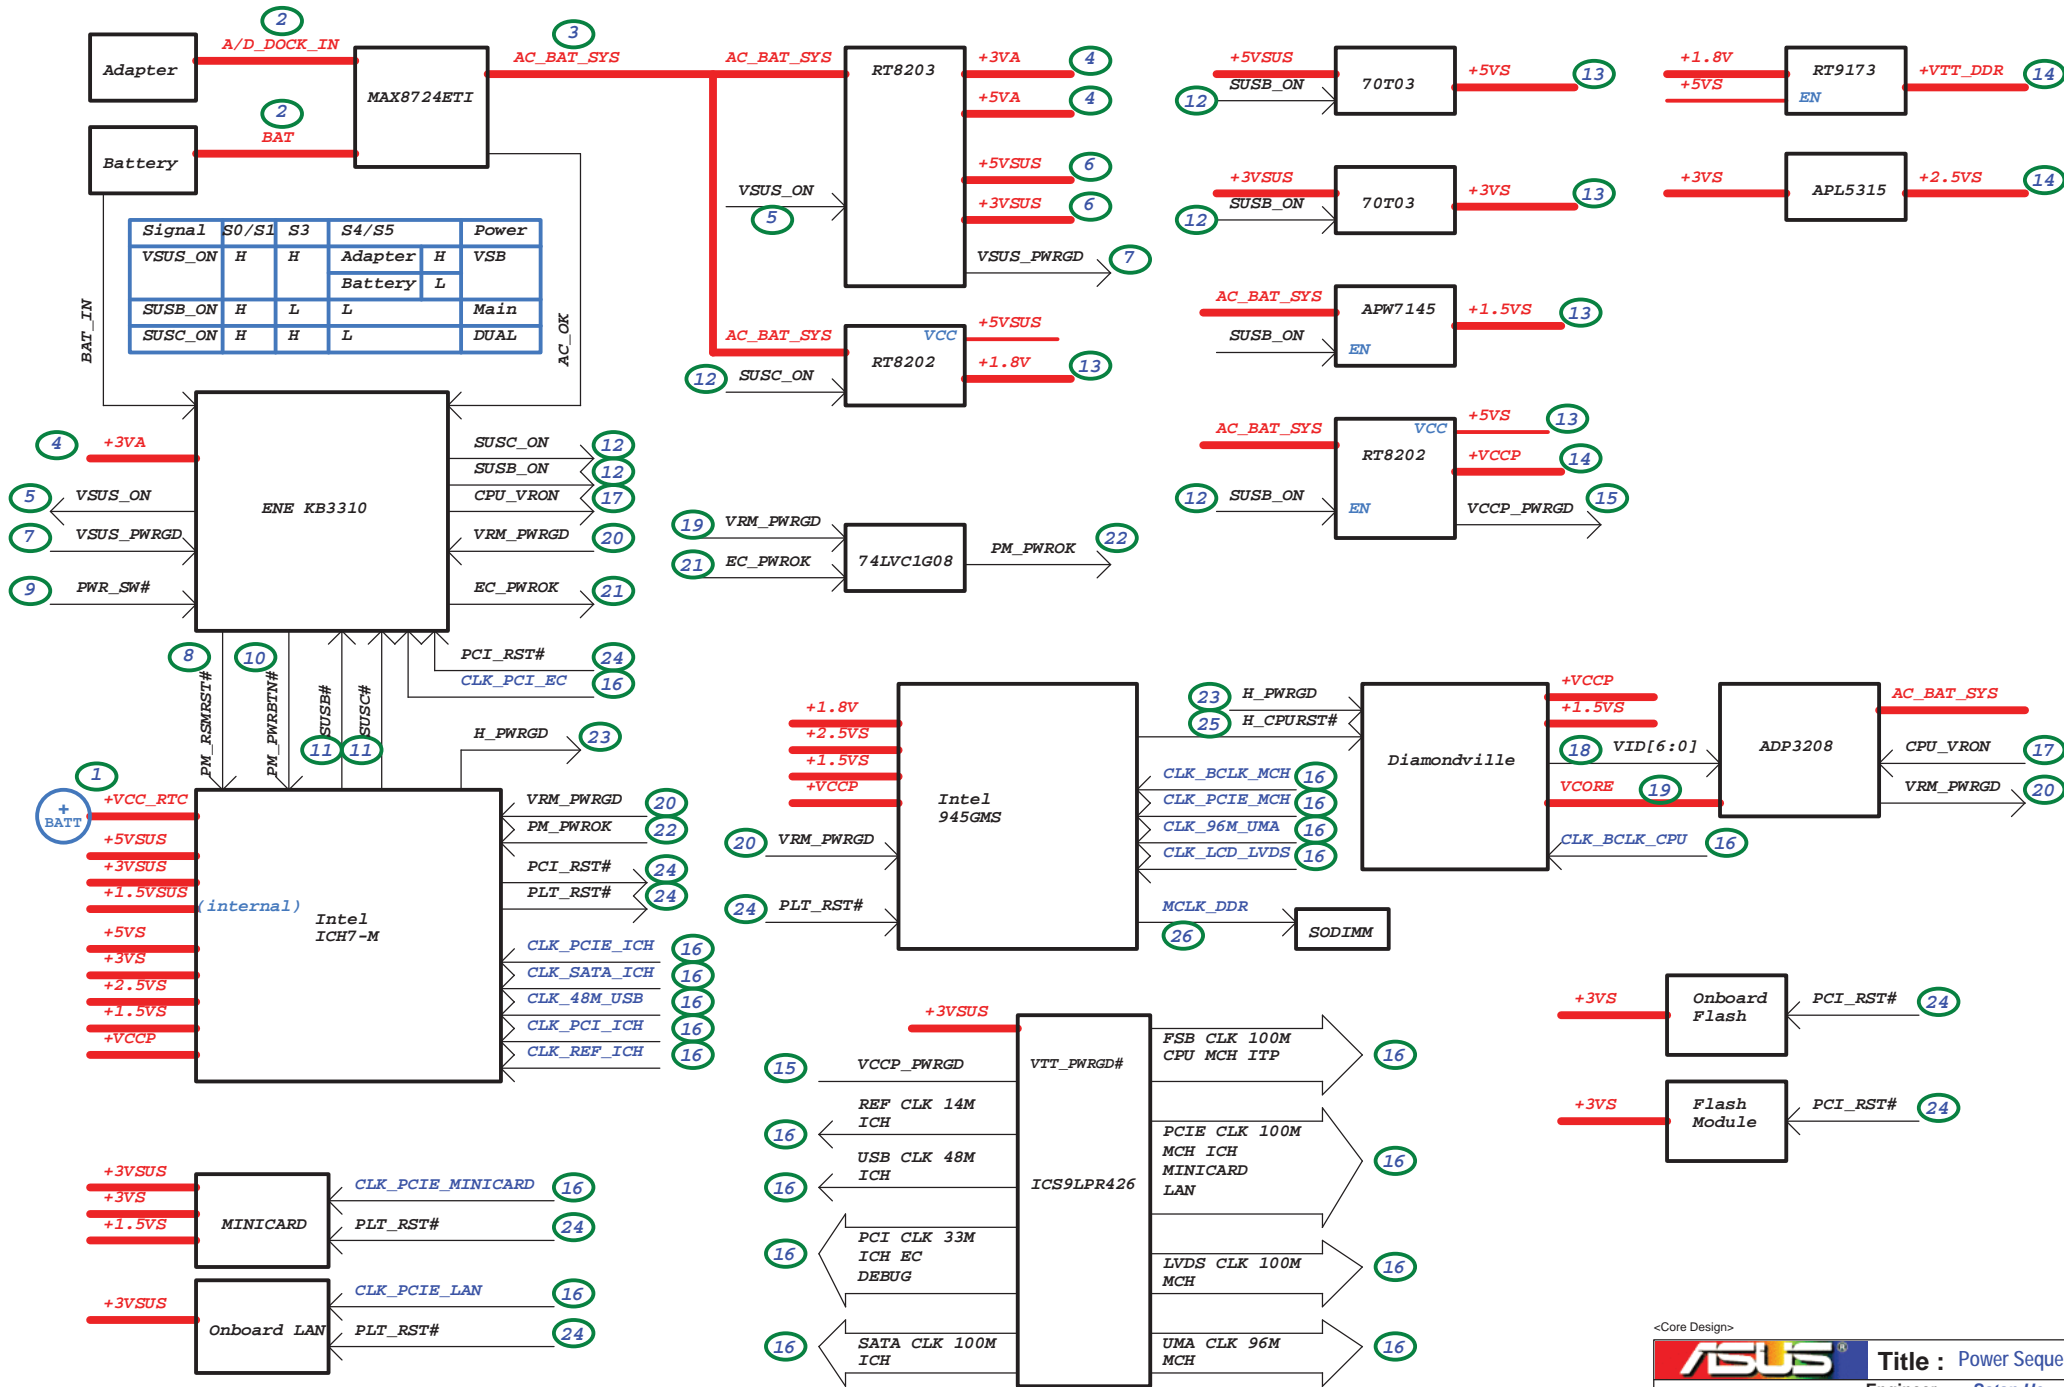 2
A/D_DOCK_IN
Adapter
2
BAT
Battery
MAX8724ETI
3
AC_BAT_SYS
AC_BAT_SYS
RT8203
+3VA
4
+5VA
4
+5VSUS
6
+3VSUS
6
VSUS_ON
5
VSUS_PWRGD
7
AC_BAT_SYS
VCC
RT8202
+5VSUS
+1.8V
13
12
SUSC_ON
Signal S0/S1 S3 S4/S5 Power
VSUS_ON H H Adapter H VSB
Battery L
SUSB_ON H L L Main
SUSC_ON H H L DUAL
BAT_IN
AC_OK
+5VSUS
12
SUSB_ON
70T03
+5VS
13
+3VSUS
12
SUSB_ON
70T03
+3VS
13
AC_BAT_SYS
SUSB_ON
APW7145
EN
+1.5VS
13
AC_BAT_SYS
12
SUSB_ON
VCC
RT8202
EN
+5VS
13
+VCCP
14
VCCP_PWRGD
15
+1.8V
+5VS
RT9173
EN
+VTT_DDR
14
+3VS
APL5315
+2.5VS
14
4
+3VA
5
VSUS_ON
7
VSUS_PWRGD
9
PWR_SW#
ENE KB3310
SUSC_ON
12
SUSB_ON
12
CPU_VRON
17
VRM_PWRGD
20
EC_PWROK
21
PCI_RST#
24
CLK_PCI_EC
16
19
VRM_PWRGD
21
EC_PWROK
74LVC1G08
PM_PWROK
22
8
PM_RSMRST#
10
PM_PWRBTN#
SUSB#
11
SUSC#
11
H_PWRGD
23
1
+
BATT
+VCC_RTC
+5VSUS
+3VSUS
+1.5VSUS
(internal)
+5VS
+3VS
+2.5VS
+1.5VS
+VCCP
Intel
ICH7-M
VRM_PWRGD
20
PM_PWROK
22
PCI_RST#
24
PLT_RST#
24
CLK_PCIE_ICH
16
CLK_SATA_ICH
16
CLK_48M_USB
16
CLK_PCI_ICH
16
CLK_REF_ICH
16
+1.8V
+2.5VS
+1.5VS
+VCCP
20
VRM_PWRGD
24
PLT_RST#
Intel
945GMS
23
H_PWRGD
25
H_CPURST#
CLK_BCLK_MCH
16
CLK_PCIE_MCH
16
CLK_96M_UMA
16
CLK_LCD_LVDS
16
MCLK_DDR
26
SODIMM
Diamondville
+VCCP
+1.5VS
18
VID[6:0]
VCORE
19
CLK_BCLK_CPU
16
ADP3208
AC_BAT_SYS
CPU_VRON
17
VRM_PWRGD
20
+3VSUS
15
VCCP_PWRGD
VTT_PWRGD#
REF CLK 14M
ICH
16
USB CLK 48M
ICH
16
PCI CLK 33M
ICH EC
DEBUG
16
SATA CLK 100M
ICH
16
ICS9LPR426
FSB CLK 100M
CPU MCH ITP
16
PCIE CLK 100M
MCH ICH
MINICARD
LAN
16
LVDS CLK 100M
MCH
16
UMA CLK 96M
MCH
16
+3VS
Onboard
Flash
PCI_RST#
24
+3VS
Flash
Module
PCI_RST#
24
+3VSUS
+3VS
+1.5VS
MINICARD
CLK_PCIE_MINICARD
16
PLT_RST#
24
+3VSUS
Onboard LAN
CLK_PCIE_LAN
16
PLT_RST#
24
<Core Design>
ASUS ®
Title : Power Seque